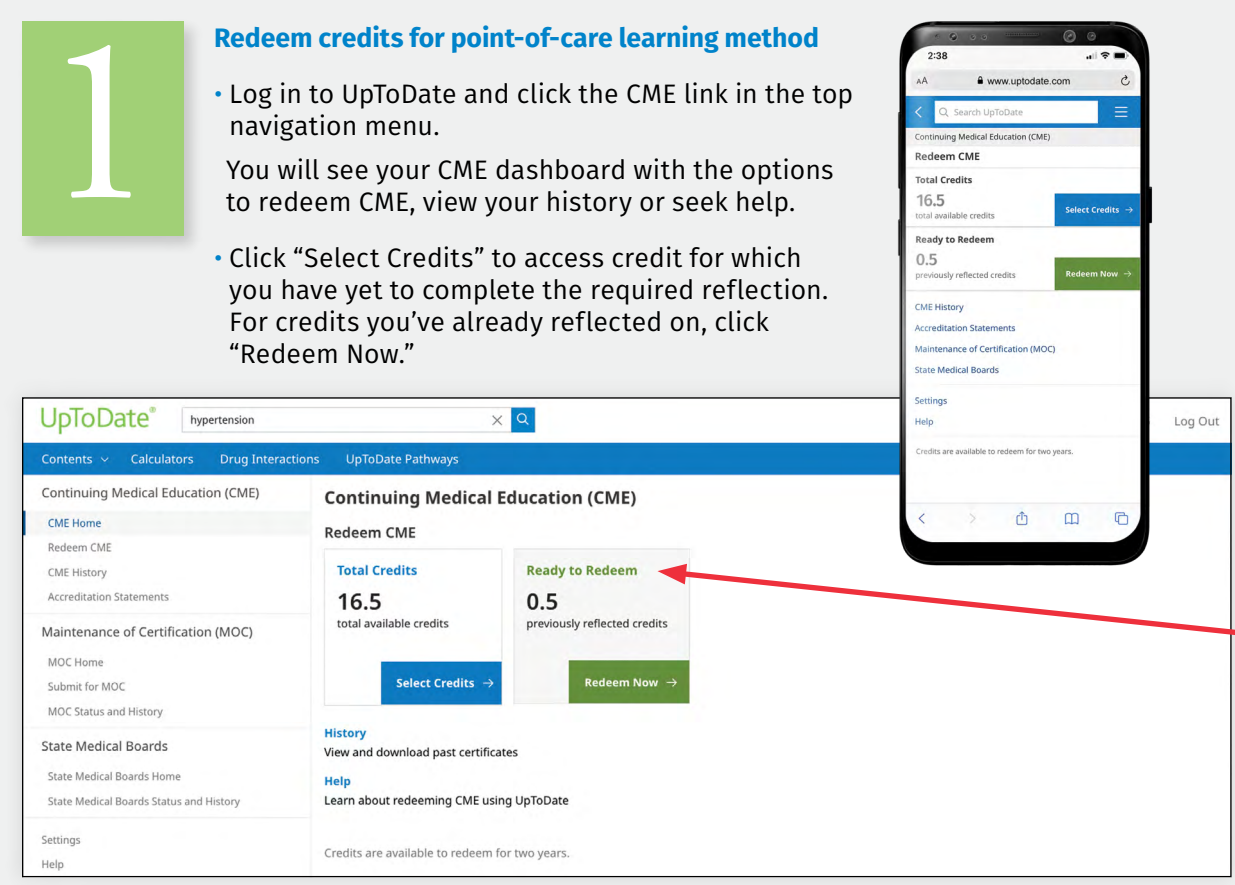 1
Redeem credits for point-of-care learning method
• Log in to UpToDate and click the CME link in the top
navigation menu.
You will see your CME dashboard with the options
to redeem CME, view your history or seek help.
• Click “Select Credits” to access credit for which
you have yet to complete the required reflection.
For credits you’ve already reflected on, click
“Redeem Now.”
2:38
AA www.uptodate.com
Search UpToDate
Continuing Medical Education (CME)
Redeem CME
Total Credits
16.5
total available credits
Select Credits →
Ready to Redeem
0.5
previously reflected credits
Redeem Now →
CME History
Accreditation Statements
Maintenance of Certification (MOC)
State Medical Boards
Settings
Help
Credits are available to redeem for two years.
UpToDate®
hypertension
Log Out
Contents Calculators Drug Interactions UpToDate Pathways
Continuing Medical Education (CME)
CME Home
Redeem CME
CME History
Accreditation Statements
Maintenance of Certification (MOC)
MOC Home
Submit for MOC
MOC Status and History
State Medical Boards
State Medical Boards Home
State Medical Boards Status and History
Settings
Help
Continuing Medical Education (CME)
Redeem CME
Total Credits
16.5
total available credits
Select Credits →
Ready to Redeem
0.5
previously reflected credits
Redeem Now →
History
View and download past certificates
Help
Learn about redeeming CME using UpToDate
Credits are available to redeem for two years.